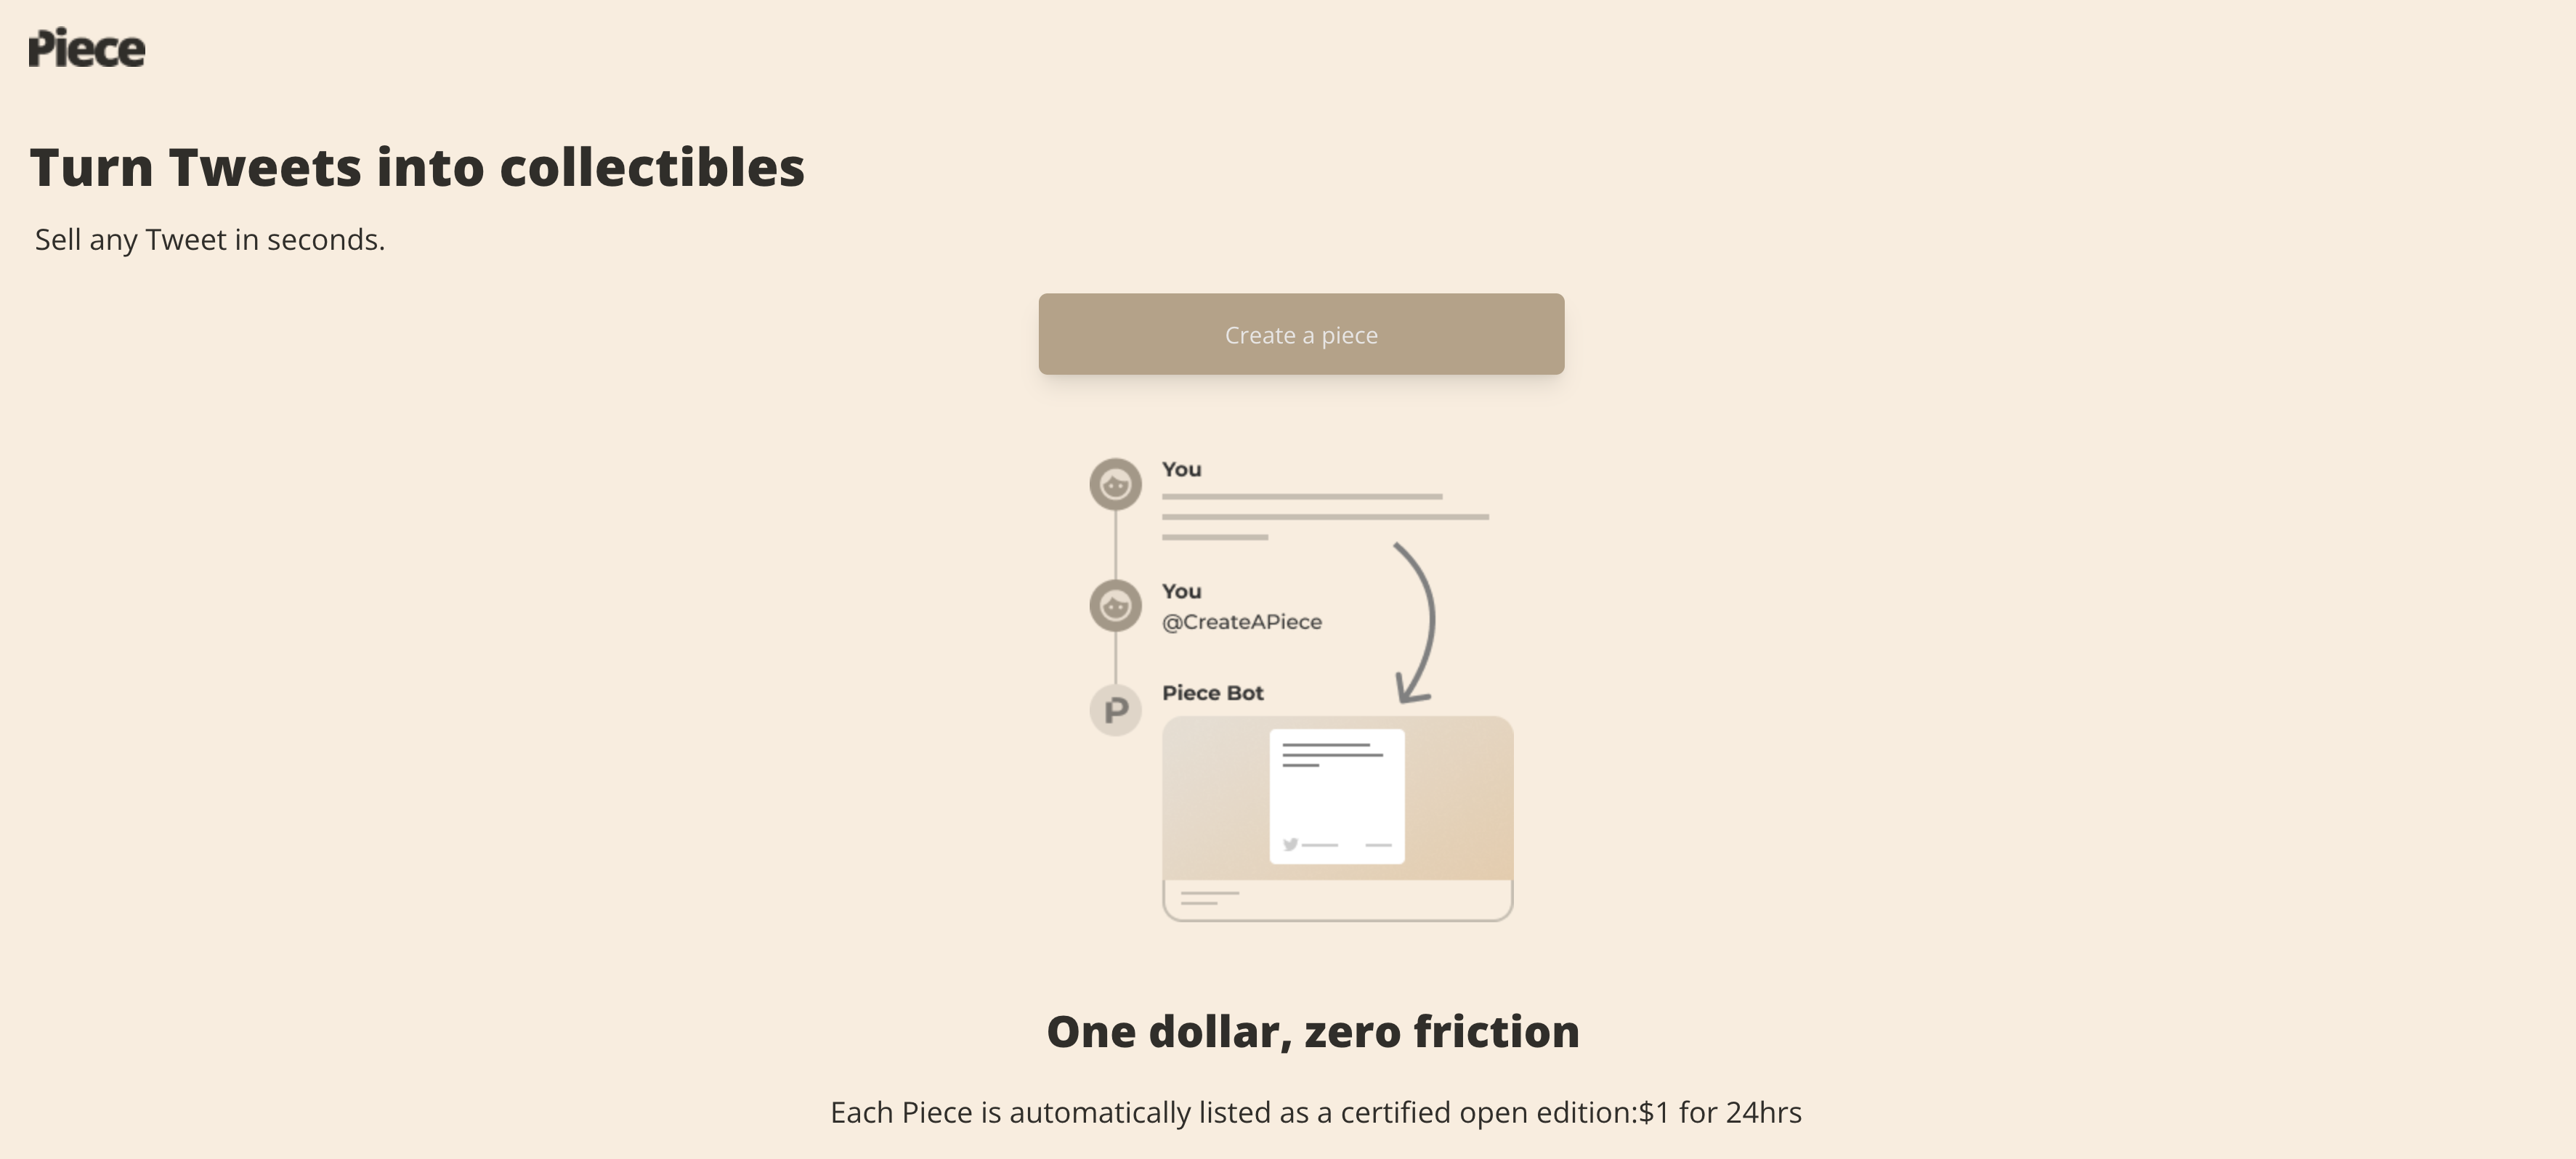 Piece
Turn Tweets into collectibles
Sell any Tweet in seconds.
Create a piece
You
You
@CreateAPiece
Piece Bot
P
One dollar, zero friction
Each Piece is automatically listed as a certified open edition:$1 for 24hrs